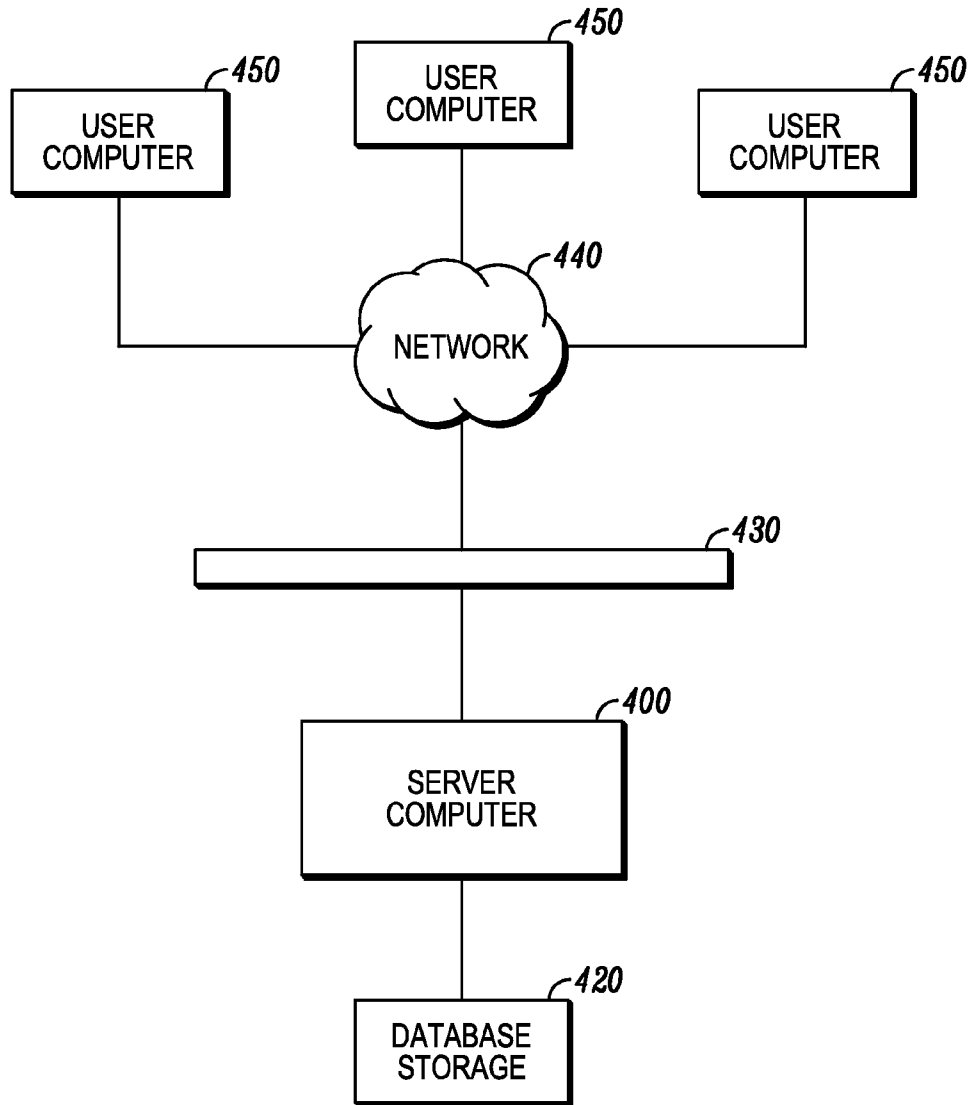 450
USER
COMPUTER
450
USER
COMPUTER
450
USER
COMPUTER
440
NETWORK
430
400
SERVER
COMPUTER
420
DATABASE
STORAGE